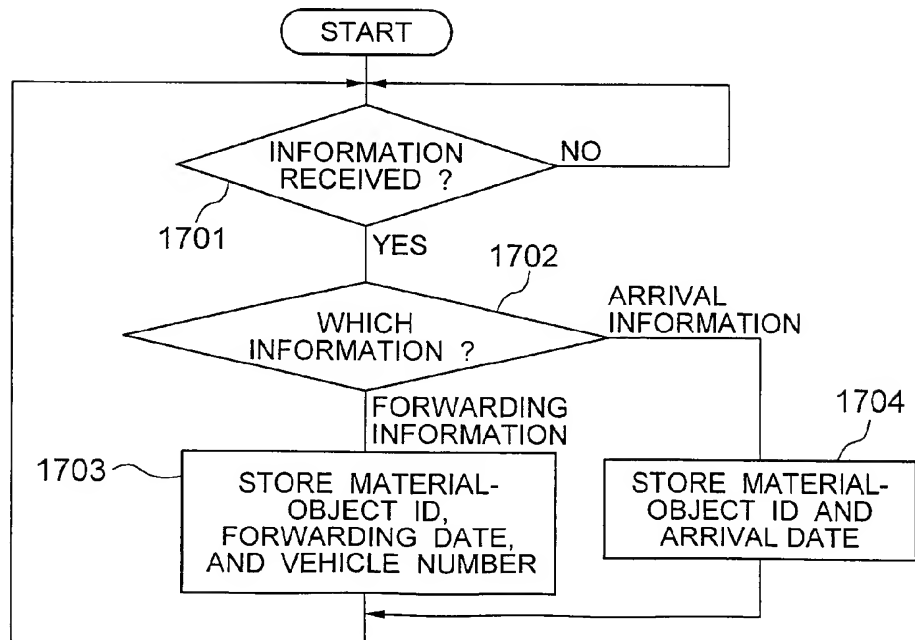 START
INFORMATION
RECEIVED ?
NO
1701
YES
1702
WHICH
INFORMATION ?
ARRIVAL
INFORMATION
FORWARDING
INFORMATION
1703
STORE MATERIAL-
OBJECT ID,
FORWARDING DATE,
AND VEHICLE NUMBER
1704
STORE MATERIAL-
OBJECT ID AND
ARRIVAL DATE